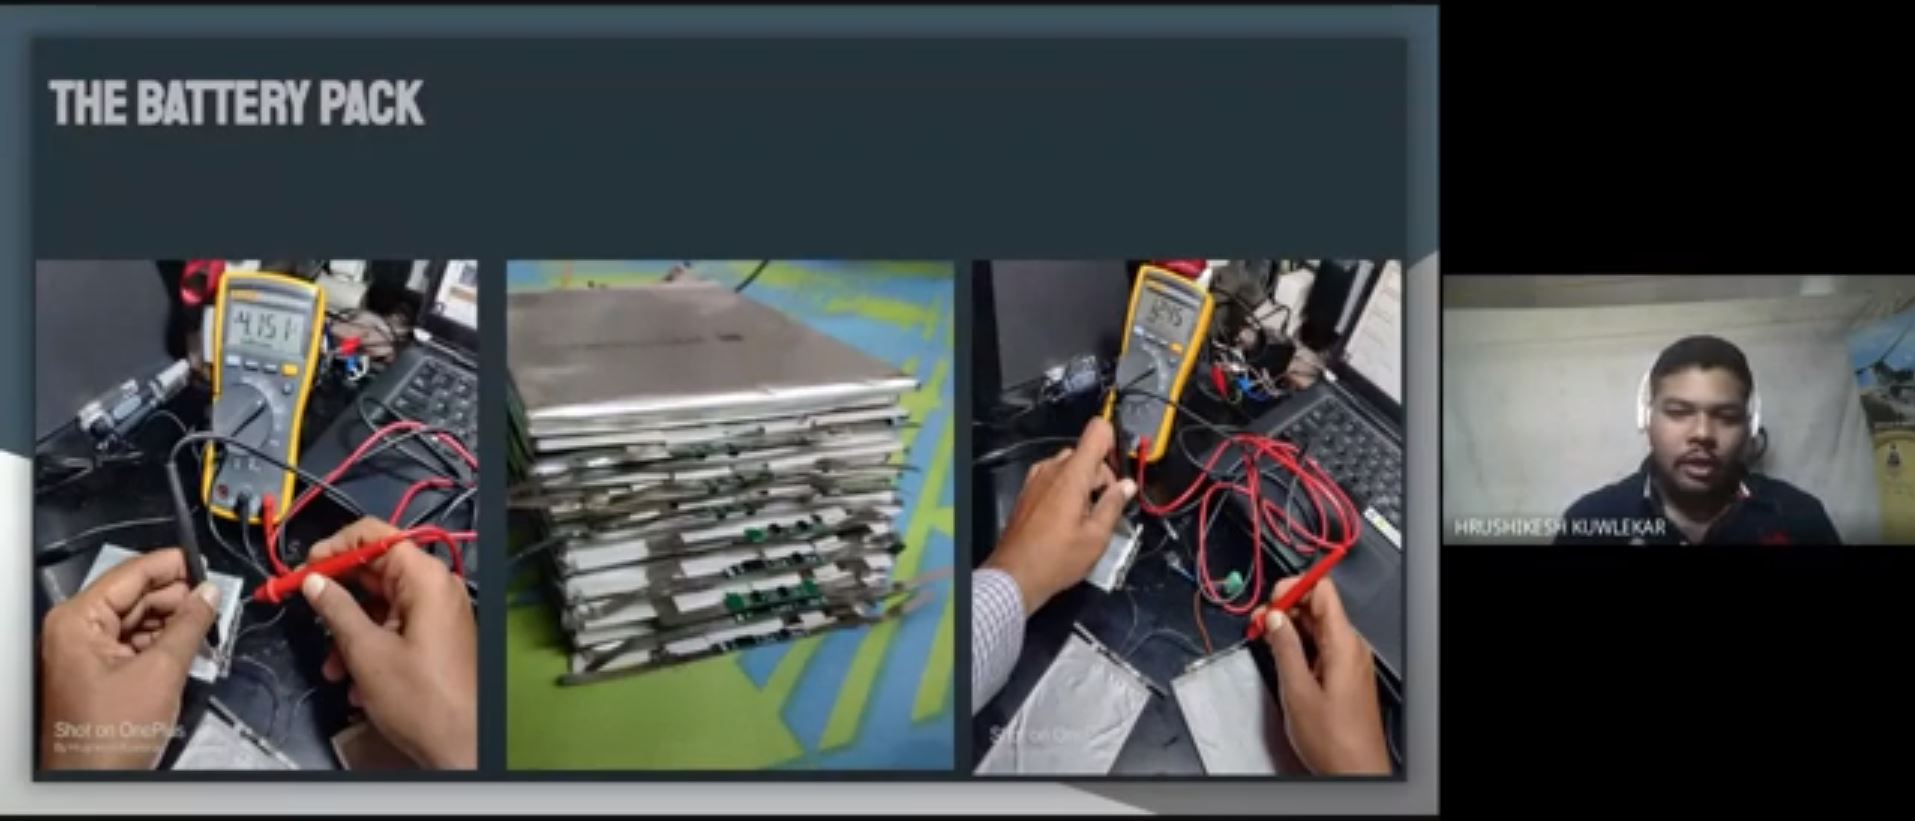 THE BATTERY PACK
4.151
Shot on OnePlus
HRUSHIKESH KUWLEKAR